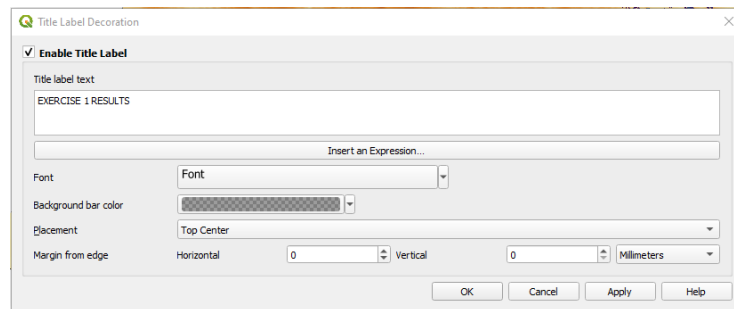 Title Label Decoration
Enable Title Label
Title label text
EXERCISE 1 RESULTS
Insert an Expression...
Font Font
Background bar color
Placement Top Center
Margin from edge Horizontal 0 Vertical 0 Millimeters
OK Cancel Apply Help